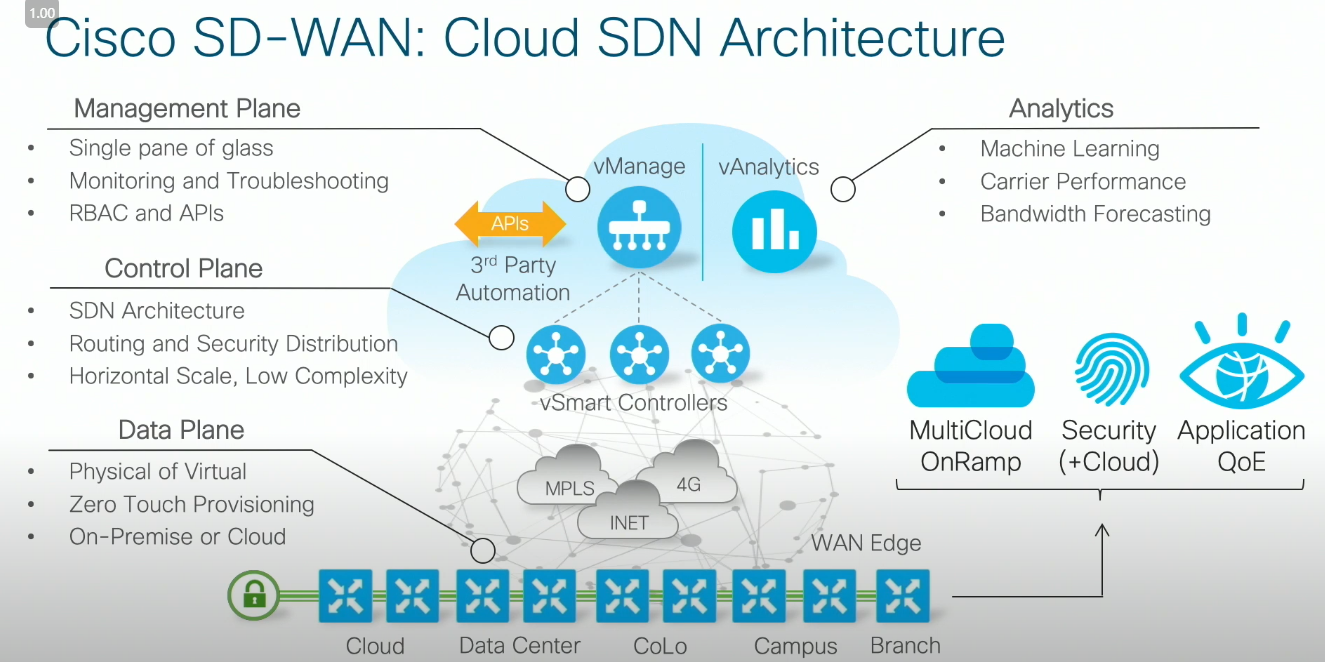 1.00
Cisco SD-WAN: Cloud SDN Architecture
Management Plane
• Single pane of glass
• Monitoring and Troubleshooting
• RBAC and APIs
Control Plane
• SDN Architecture
• Routing and Security Distribution
• Horizontal Scale, Low Complexity
Data Plane
• Physical of Virtual
• Zero Touch Provisioning
• On-Premise or Cloud
vManage
vAnalytics
APIs
3rd Party
Automation
vSmart Controllers
MPLS
4G
INET
WAN Edge
Cloud
Data Center
CoLo
Campus
Branch
Analytics
• Machine Learning
• Carrier Performance
• Bandwidth Forecasting
MultiCloud
OnRamp
Security
(+Cloud)
Application
QoE